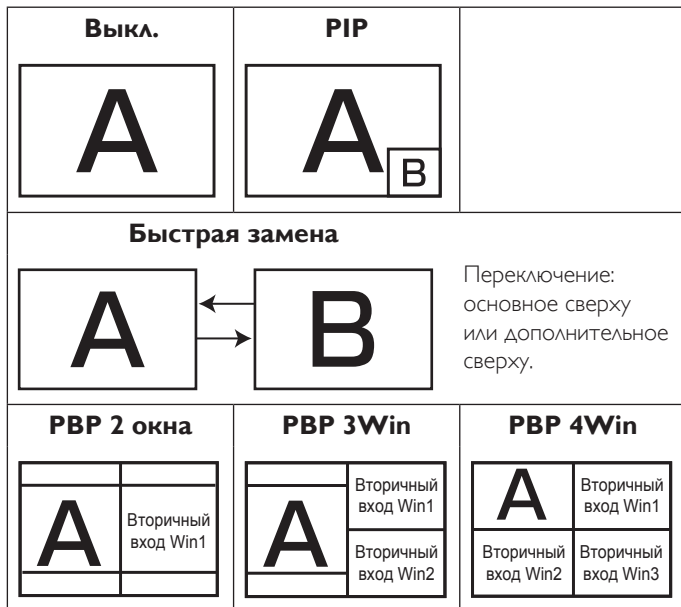 Выкл.
PIP
A
A
B
Быстрая замена
A
B
Переключение:
основное сверху
или дополнительное
сверху.
PBP 2 окна
PBP 3Win
PBP 4Win
A
Вторичный
вход Win1
A
Вторичный
вход Win1
Вторичный
вход Win2
A
Вторичный
вход Win1
Вторичный
вход Win2
Вторичный
вход Win3